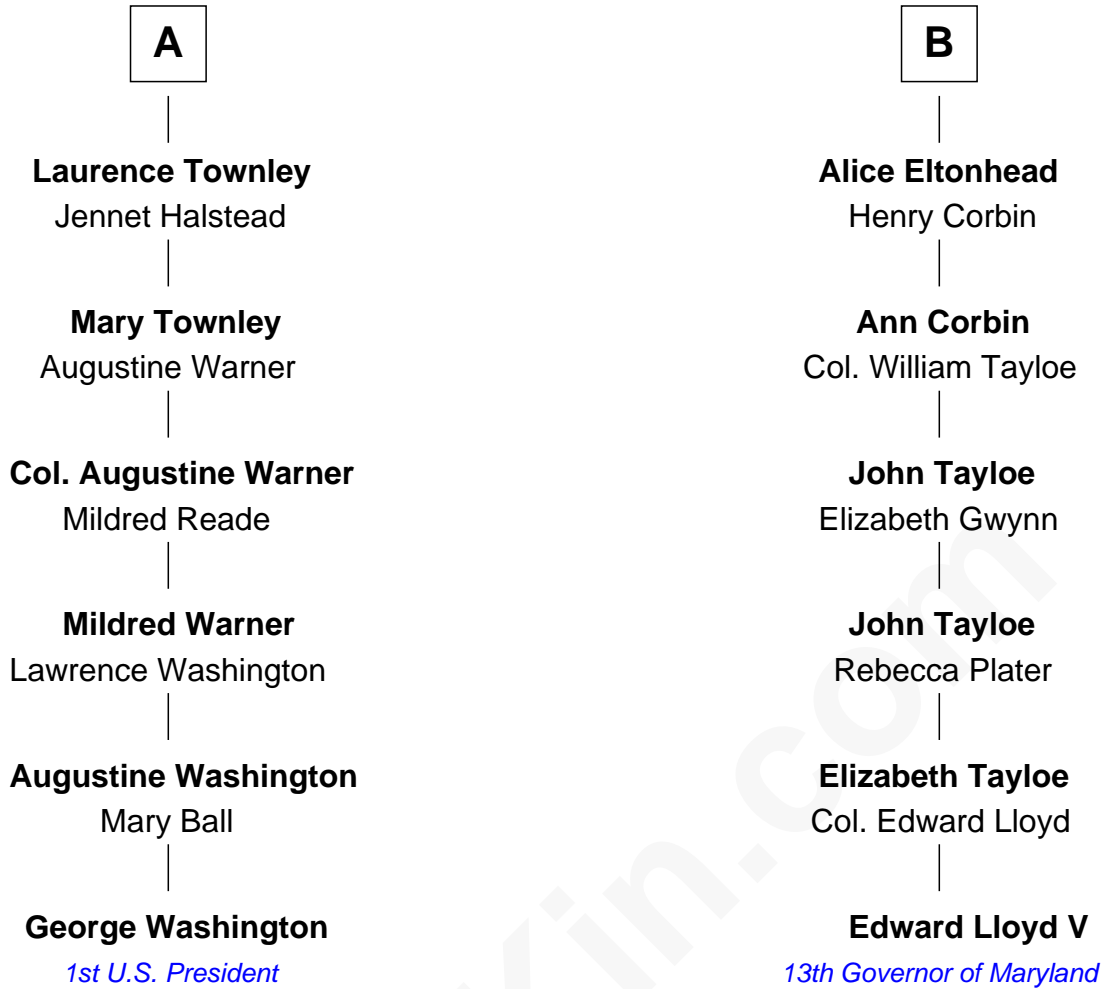 A
Laurence Townley
Jennet Halstead
Mary Townley
Augustine Warner
Col. Augustine Warner
Mildred Reade
Mildred Warner
Lawrence Washington
Augustine Washington
Mary Ball
George Washington
1st U.S. President
B
Alice Eltonhead
Henry Corbin
Ann Corbin
Col. William Tayloe
John Tayloe
Elizabeth Gwynn
John Tayloe
Rebecca Plater
Elizabeth Tayloe
Col. Edward Lloyd
Edward Lloyd V
13th Governor of Maryland
Kin.com